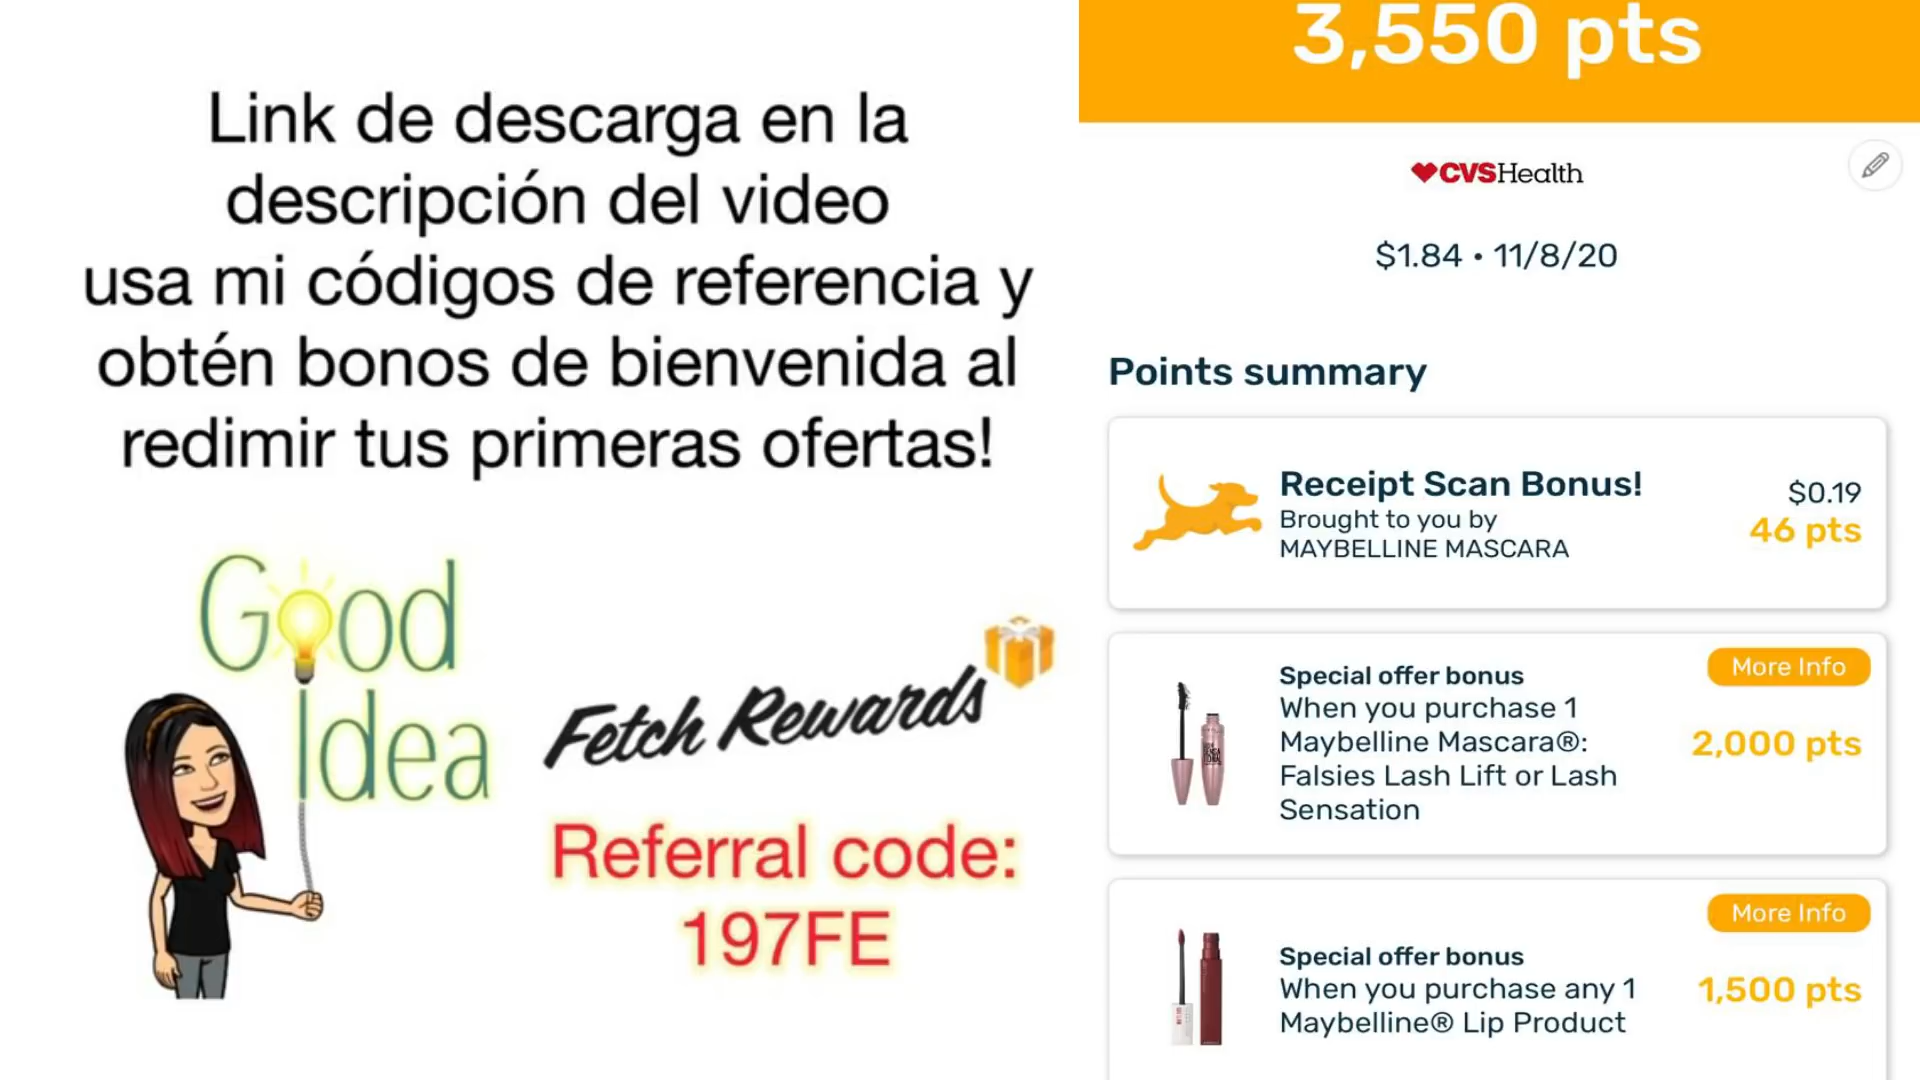 Link de descarga en la
descripción del video
usa mi códigos de referencia y
obtén bonos de bienvenida al
redimir tus primeras ofertas!
Good
Idea
Fetch Rewards
Referral code:
197FE
3,550 pts
CVSHealth
$1.84 • 11/8/20
Points summary
Receipt Scan Bonus!
Brought to you by
MAYBELLINE MASCARA
$0.19
46 pts
More Info
Special offer bonus
When you purchase 1
Maybelline Mascara®:
Falsies Lash Lift or Lash
Sensation
2,000 pts
More Info
Special offer bonus
When you purchase any 1
Maybelline® Lip Product
1,500 pts